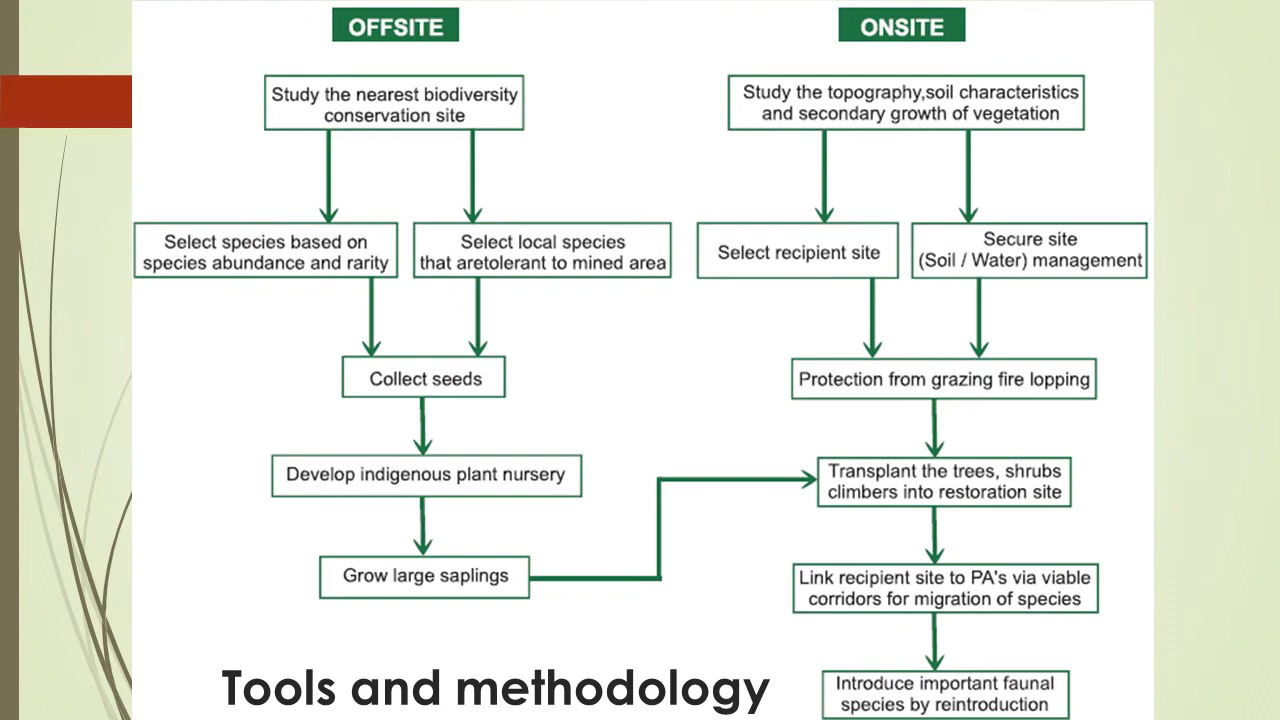 OFFSITE
Study the nearest biodiversity
conservation site
Select species based on
species abundance and rarity
Select local species
that aretolerant to mined area
Collect seeds
Develop indigenous plant nursery
Grow large saplings
ONSITE
Study the topography,soil characteristics
and secondary growth of vegetation
Select recipient site
Secure site
(Soil / Water) management
Protection from grazing fire lopping
Transplant the trees, shrubs
climbers into restoration site
Link recipient site to PA's via viable
corridors for migration of species
Introduce important faunal
species by reintroduction
Tools and methodology